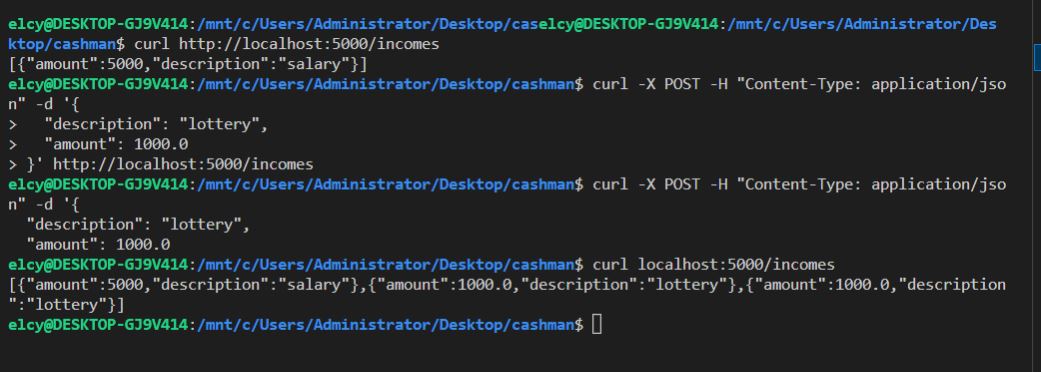 elcy@DESKTOP-GJ9V414:/mnt/c/Users/Administrator/Desktop/caselcy@DESKTOP-GJ9V414:/mnt/c/Users/Administrator/Des
ktop/cashman$ curl http://localhost:5000/incomes
[{"amount":5000,"description":"salary"}]
elcy@DESKTOP-GJ9V414:/mnt/c/Users/Administrator/Desktop/cashman$ curl -X POST -H "Content-Type: application/jso
n" -d '{
>   "description": "lottery",
>   "amount": 1000.0
> }' http://localhost:5000/incomes
elcy@DESKTOP-GJ9V414:/mnt/c/Users/Administrator/Desktop/cashman$ curl -X POST -H "Content-Type: application/jso
n" -d '{
  "description": "lottery",
  "amount": 1000.0
elcy@DESKTOP-GJ9V414:/mnt/c/Users/Administrator/Desktop/cashman$ curl localhost:5000/incomes
[{"amount":5000,"description":"salary"},{"amount":1000.0,"description":"lottery"},{"amount":1000.0,"description
":"lottery"}]
elcy@DESKTOP-GJ9V414:/mnt/c/Users/Administrator/Desktop/cashman$